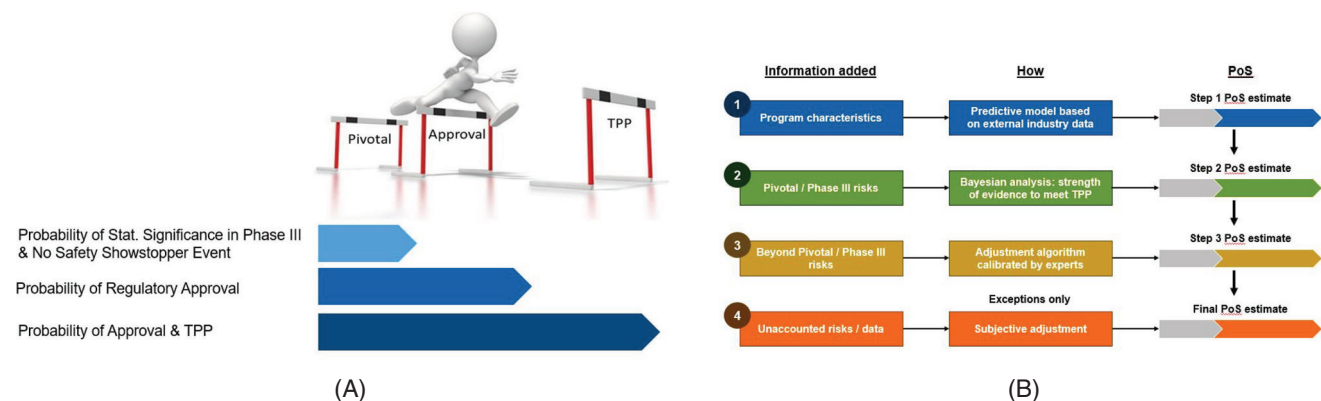 Pivotal
Approval
TPP
Probability of Stat. Significance in Phase III
& No Safety Showstopper Event
Probability of Regulatory Approval
Probability of Approval & TPP
(A)
Information added
How
PoS
1
Program characteristics
Predictive model based
on external industry data
Step 1 PoS estimate
2
Pivotal / Phase III risks
Bayesian analysis: strength
of evidence to meet TPP
Step 2 PoS estimate
3
Beyond Pivotal / Phase III
risks
Adjustment algorithm
calibrated by experts
Step 3 PoS estimate
4
Unaccounted risks / data
Exceptions only
Subjective adjustment
Final PoS estimate
(B)